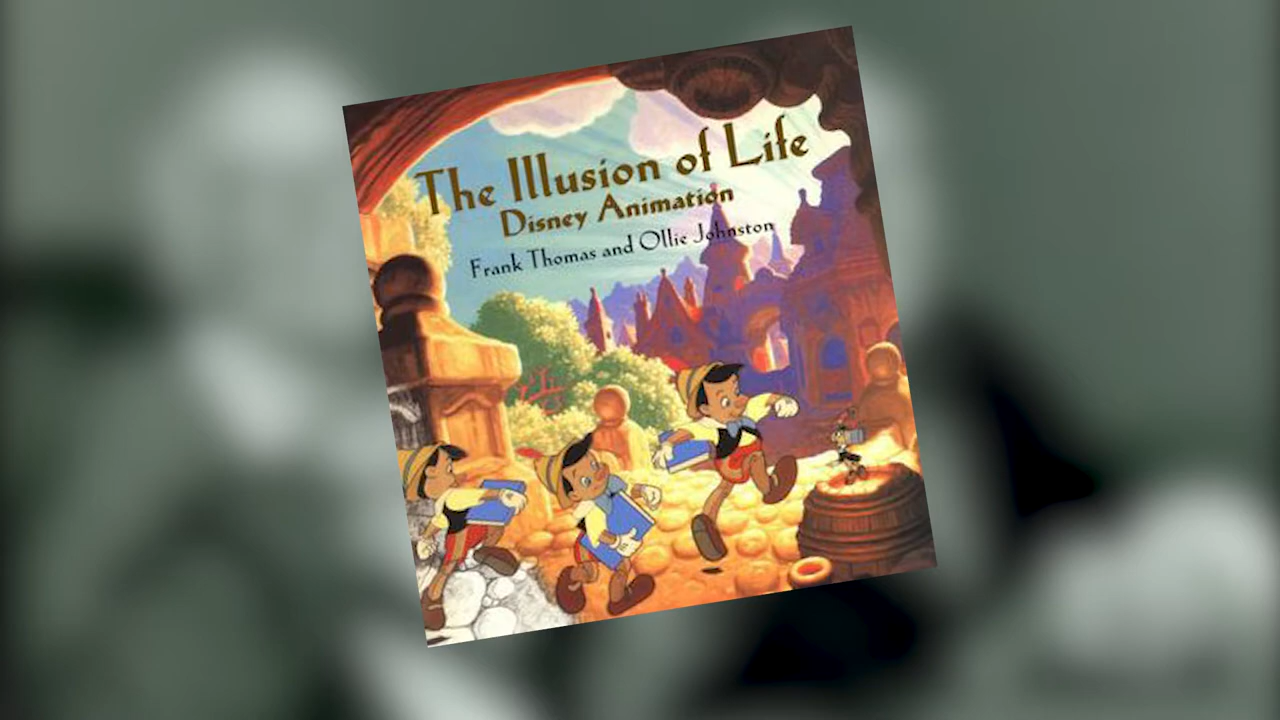 The Illusion of Life
Disney Animation
Frank Thomas and Ollie Johnston